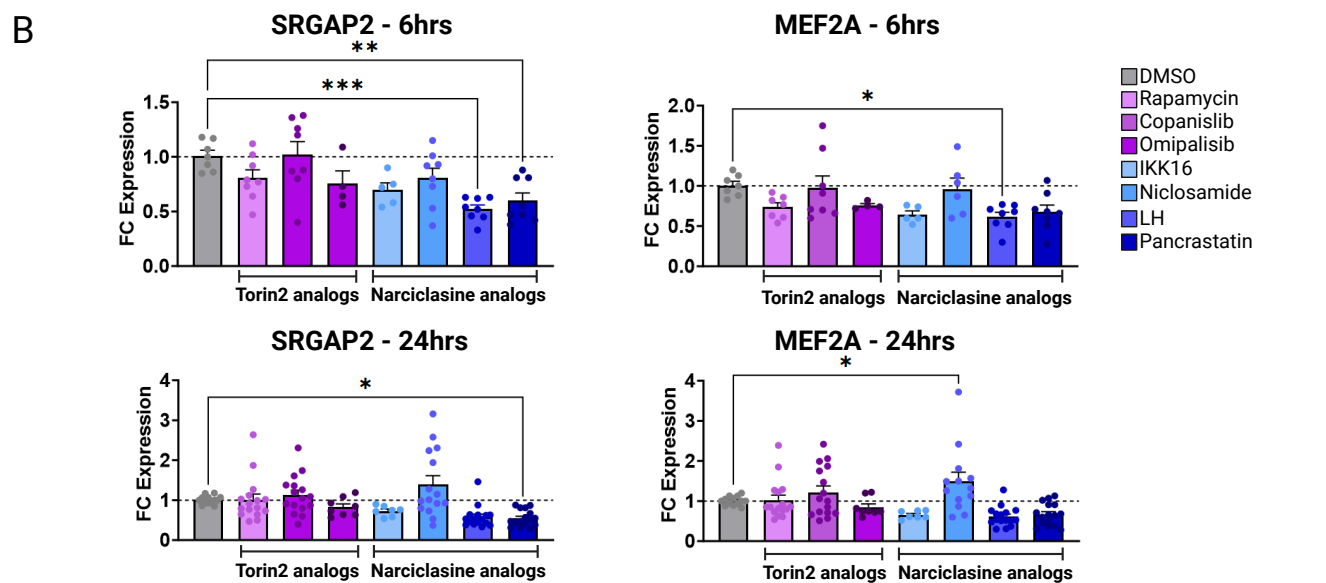 B
SRGAP2 - 6hrs
**
***
FC Expression
1.5
1.0
0.5
0.0
Torin2 analogs
Narciclasine analogs
MEF2A - 6hrs
*
FC Expression
2.0
1.5
1.0
0.5
0.0
Torin2 analogs
Narciclasine analogs
DMSO
Rapamycin
Copanislib
Omipalisib
IKK16
Niclosamide
LH
Pancrastatin
SRGAP2 - 24hrs
*
FC Expression
4
3
2
1
0
Torin2 analogs
Narciclasine analogs
MEF2A - 24hrs
*
FC Expression
4
3
2
1
0
Torin2 analogs
Narciclasine analogs